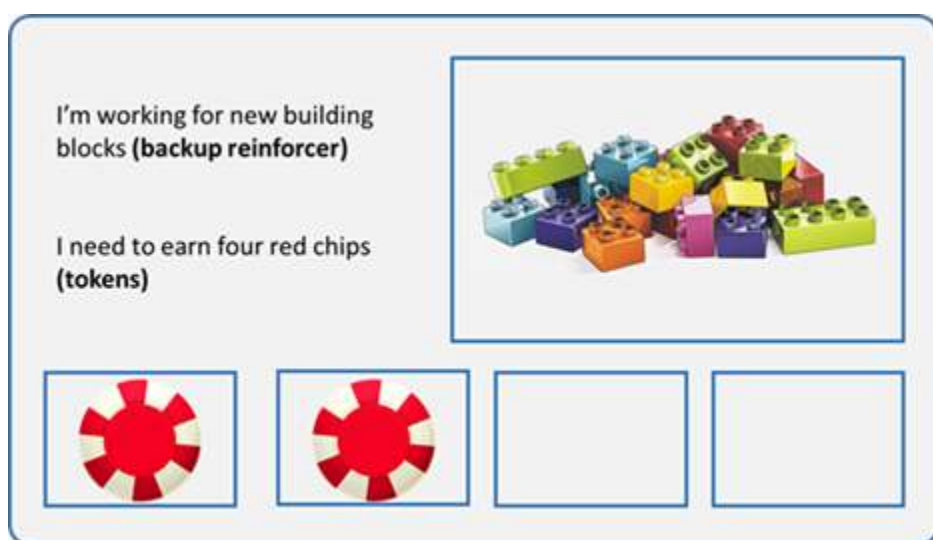 I'm working for new building
blocks (backup reinforcer)
I need to earn four red chips
(tokens)